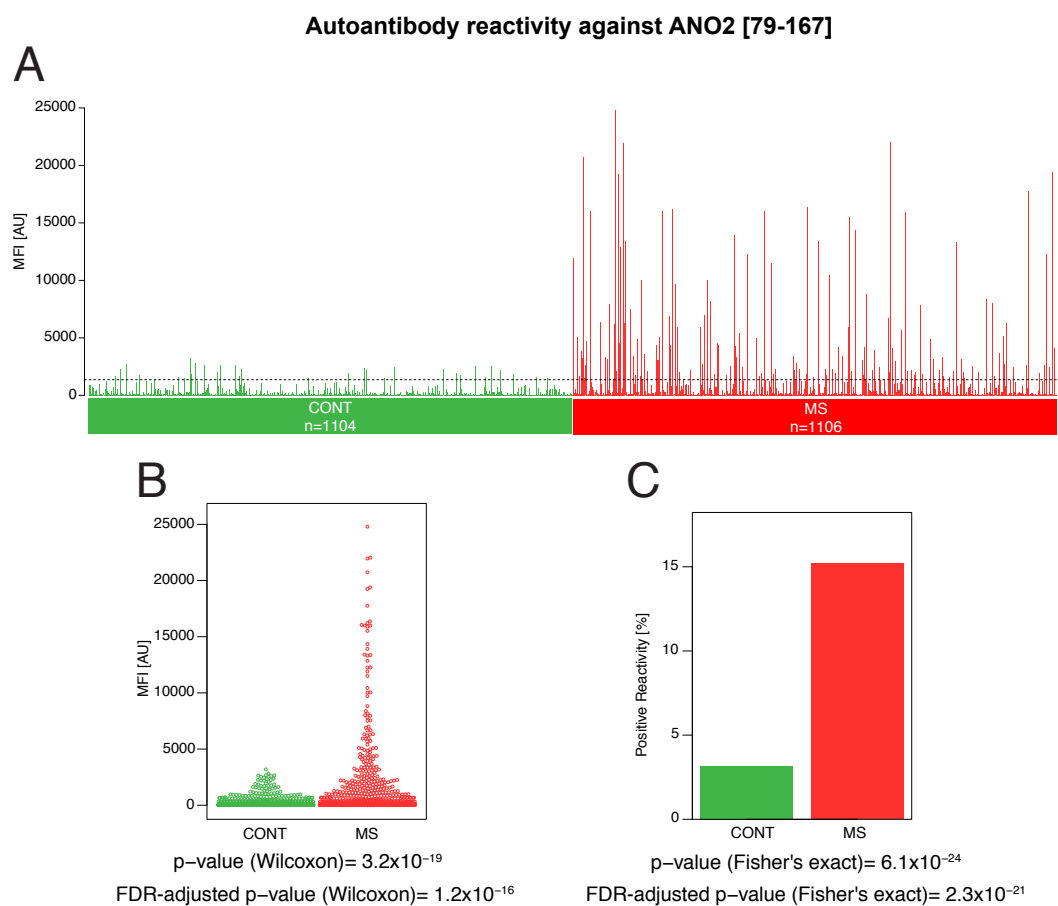 Autoantibody reactivity against ANO2 [79-167]
A
MFI [AU]
25000
20000
15000
10000
5000
0
CONT
n=1104
MS
n=1106
B
MFI [AU]
25000
20000
15000
10000
5000
0
CONT MS
p-value (Wilcoxon)= 3.2x10⁻¹⁹
FDR-adjusted p-value (Wilcoxon)= 1.2x10⁻¹⁶
C
Positive Reactivity [%]
15
10
5
0
CONT MS
p-value (Fisher's exact)= 6.1x10⁻²⁴
FDR-adjusted p-value (Fisher's exact)= 2.3x10⁻²¹